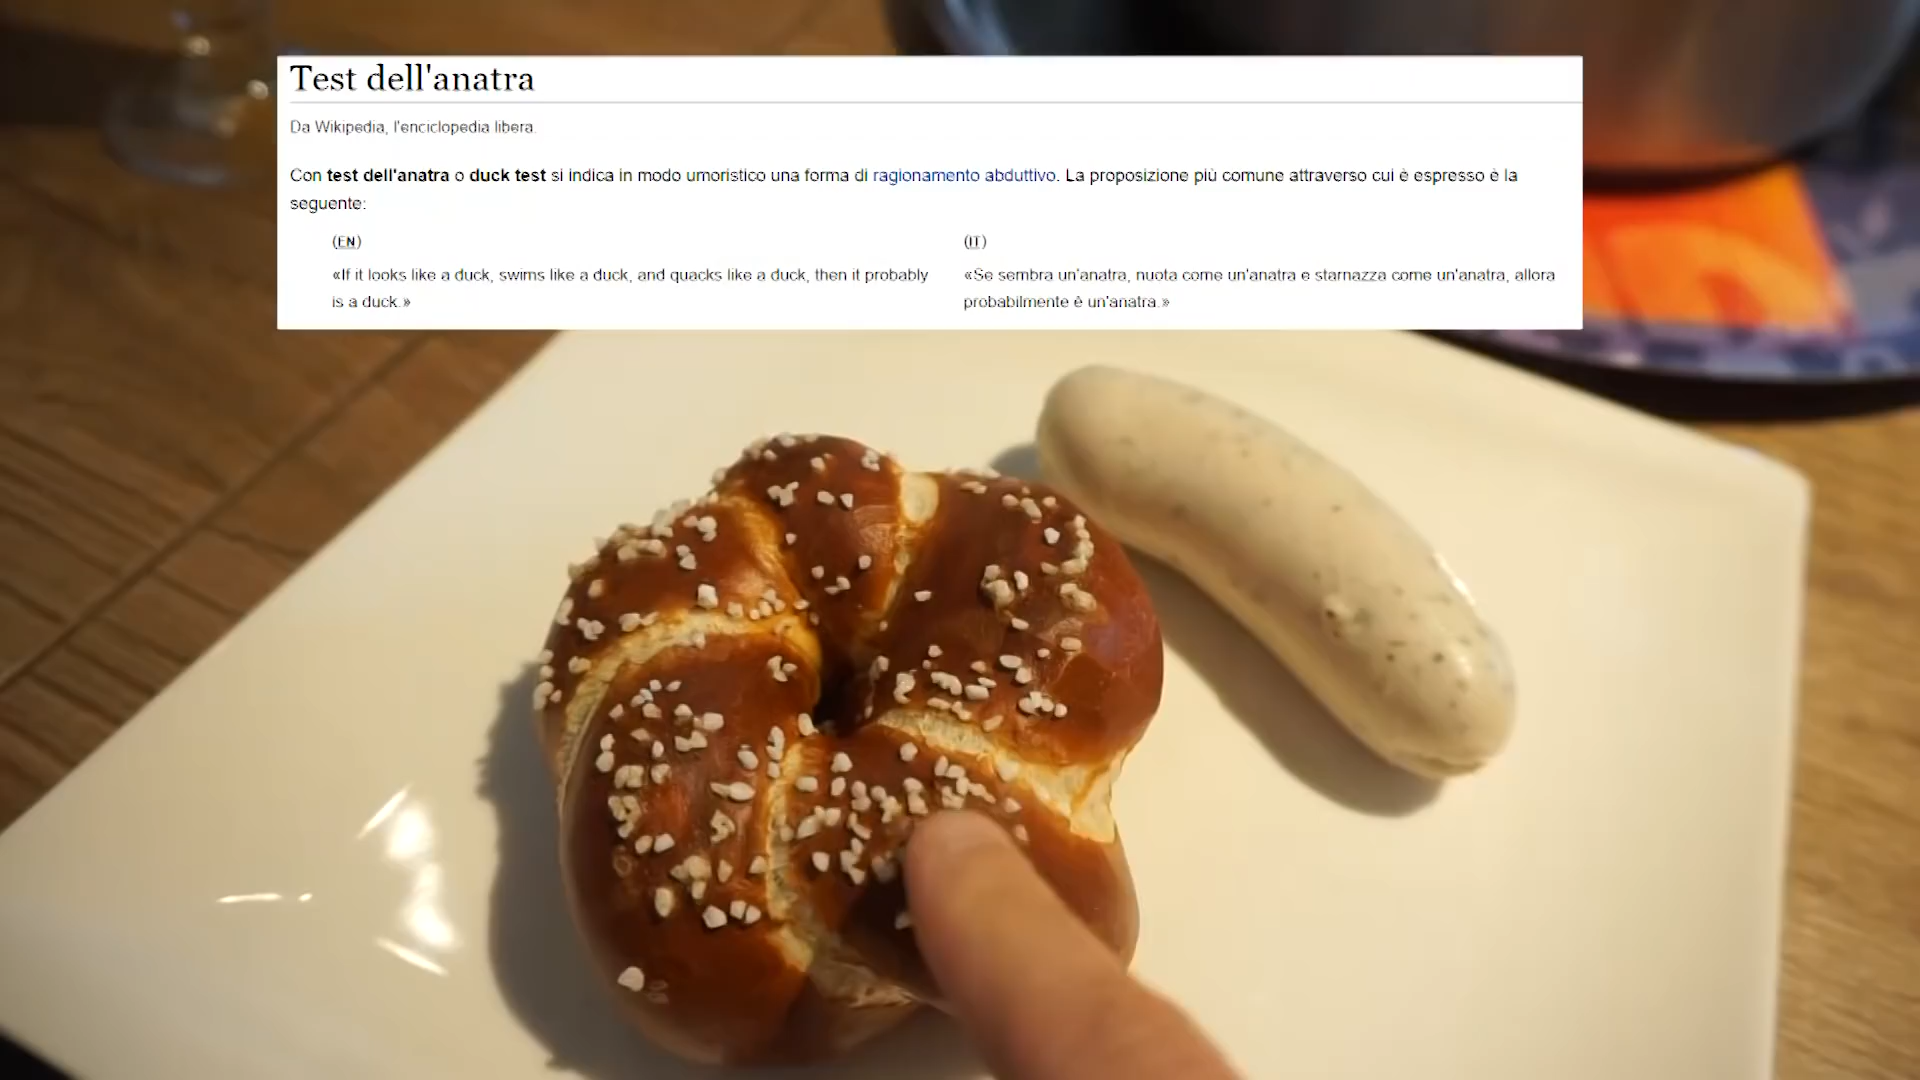 Test dell'anatra
Da Wikipedia, l'enciclopedia libera.
Con test dell'anatra o duck test si indica in modo umoristico una forma di ragionamento abduttivo. La proposizione più comune attraverso cui è espresso è la
seguente:
(EN)
«If it looks like a duck, swims like a duck, and quacks like a duck, then it probably
is a duck.»
(IT)
«Se sembra un'anatra, nuota come un'anatra e starnazza come un'anatra, allora
probabilmente è un'anatra.»